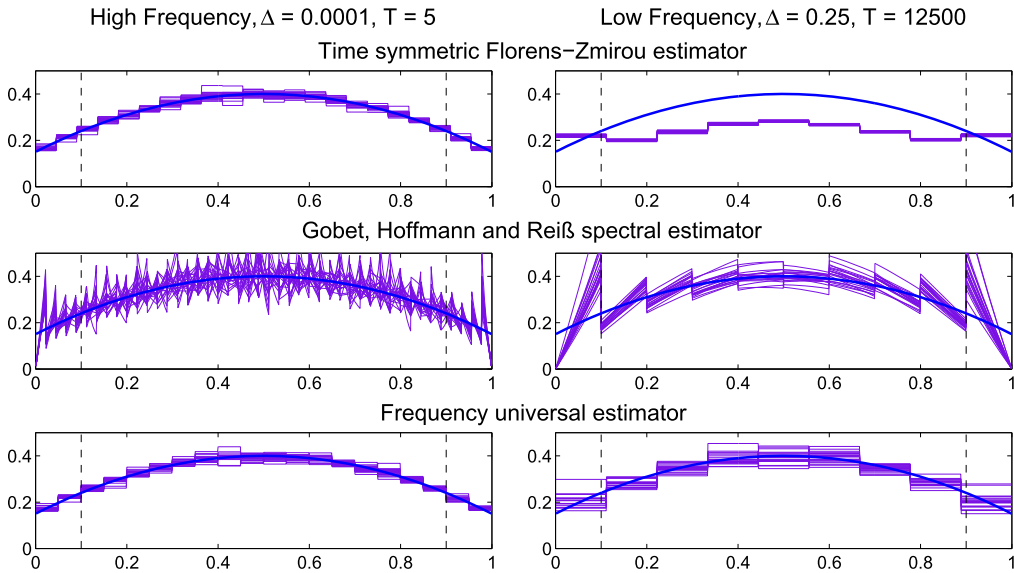 High Frequency, Δ = 0.0001, T = 5
Low Frequency, Δ = 0.25, T = 12500
Time symmetric Florens−Zmirou estimator
0.4
0.2
0
0 0.2 0.4 0.6 0.8 1
0.4
0.2
0
0 0.2 0.4 0.6 0.8 1
Gobet, Hoffmann and Reiß spectral estimator
0.4
0.2
0
0 0.2 0.4 0.6 0.8 1
0.4
0.2
0
0 0.2 0.4 0.6 0.8 1
Frequency universal estimator
0.4
0.2
0
0 0.2 0.4 0.6 0.8 1
0.4
0.2
0
0 0.2 0.4 0.6 0.8 1